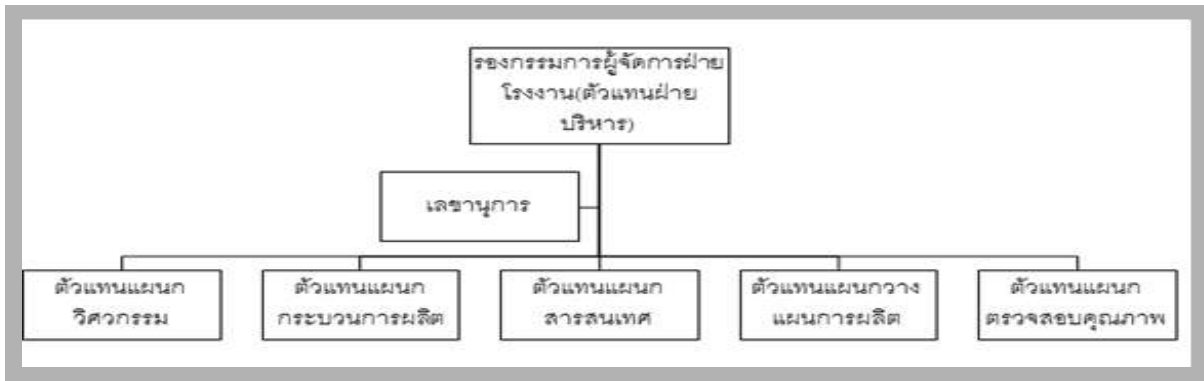 รองกรรมการผู้จัดการฝ่าย
โรงงาน(ตัวแทนฝ่าย
บริหาร)
เลขานุการ
ตัวแทนแผนก
วิศวกรรม
ตัวแทนแผนก
กระบวนการผลิต
ตัวแทนแผนก
สารสนเทศ
ตัวแทนแผนกวาง
แผนการผลิต
ตัวแทนแผนก
ตรวจสอบคุณภาพ